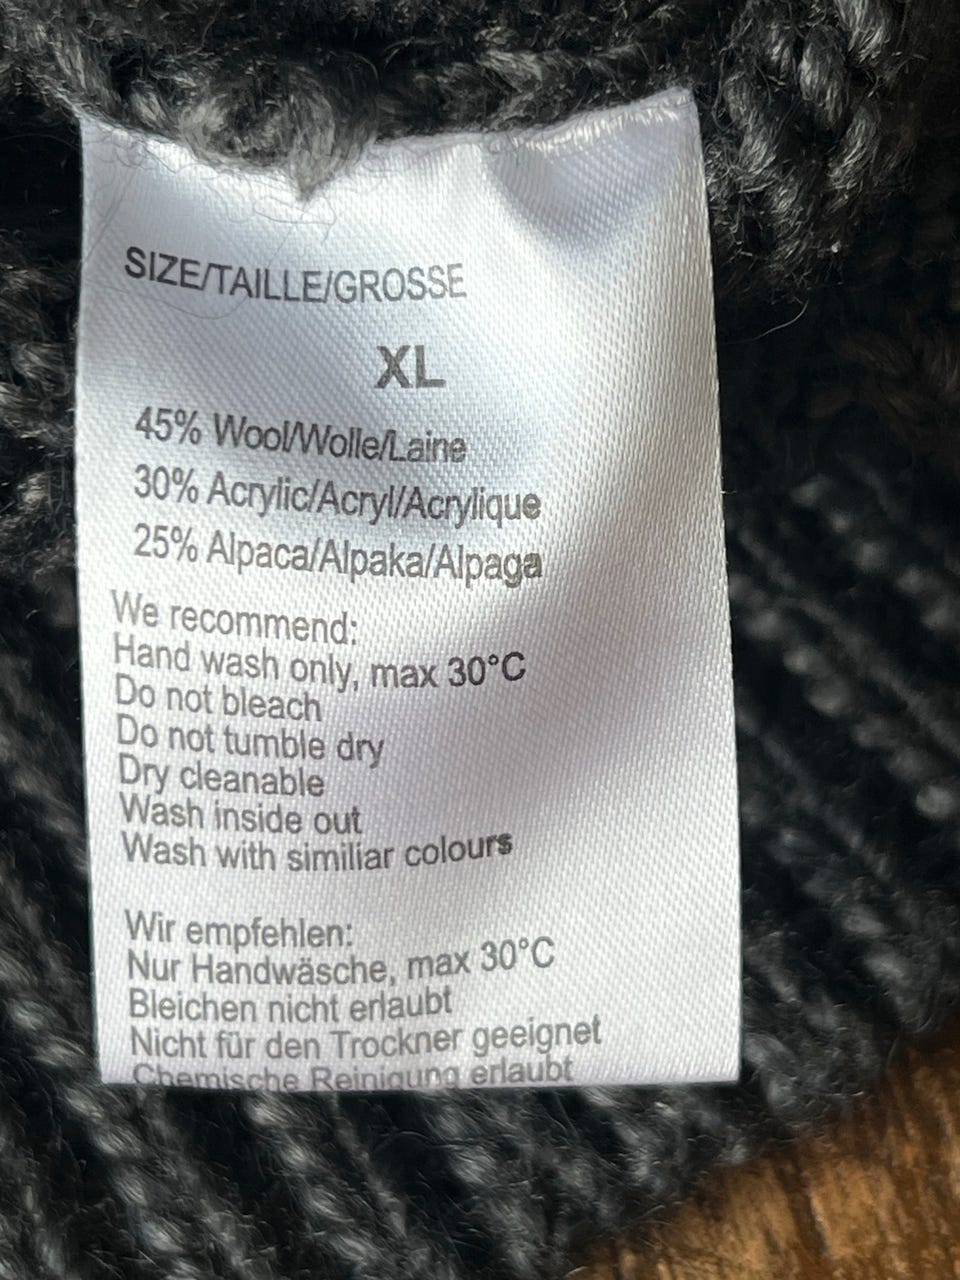 SIZE/TAILLE/GROSSE
XL
45% Wool/Wolle/Laine
30% Acrylic/Acryl/Acrylique
25% Alpaca/Alpaka/Alpaga
We recommend:
Hand wash only, max 30°C
Do not bleach
Do not tumble dry
Dry cleanable
Wash inside out
Wash with similiar colours
Wir empfehlen:
Nur Handwäsche, max 30°C
Bleichen nicht erlaubt
Nicht für den Trockner geeignet
Chemische Reinigung erlaubt